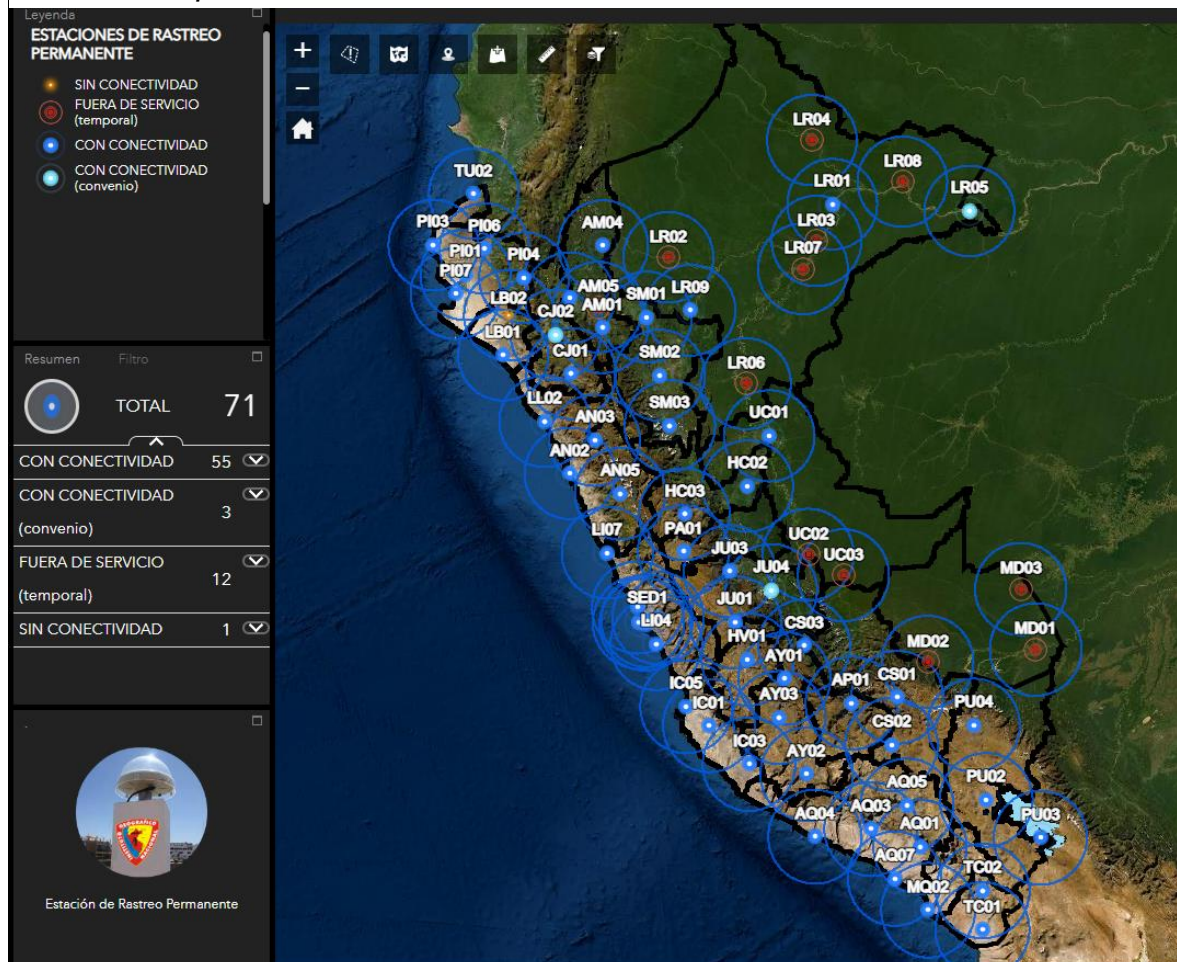 Leyenda
ESTACIONES DE RASTREO
PERMANENTE
SIN CONECTIVIDAD
FUERA DE SERVICIO
(temporal)
CON CONECTIVIDAD
CON CONECTIVIDAD
(convenio)
Resumen Filtro
TOTAL 71
CON CONECTIVIDAD 55
CON CONECTIVIDAD
(convenio) 3
FUERA DE SERVICIO
(temporal) 12
SIN CONECTIVIDAD 1
Estación de Rastreo Permanente
LR04
LR08
TU02
LR01
LR05
PI03 PI06
AM04
LR03
LR02
PI01
PI04
LR07
PI07
AM05
LB02
SM01 LR09
CJ02 AM01
LB01
CJ01
SM02
LR06
LL02
SM03
AN03
UC01
AN02
AN05
HC02
HC03
LI07
PA01
UC02
JU03
UC03
JU04
MD03
SED1
JU01
LI04
CS03
HV01
MD01
AY01
MD02
IC05
AP01 CS01
AY03
IC01
CS02
PU04
IC03
AY02
AQ05
PU02
AQ04
AQ03
PU03
AQ01
AQ07
TC02
MQ02
TC01